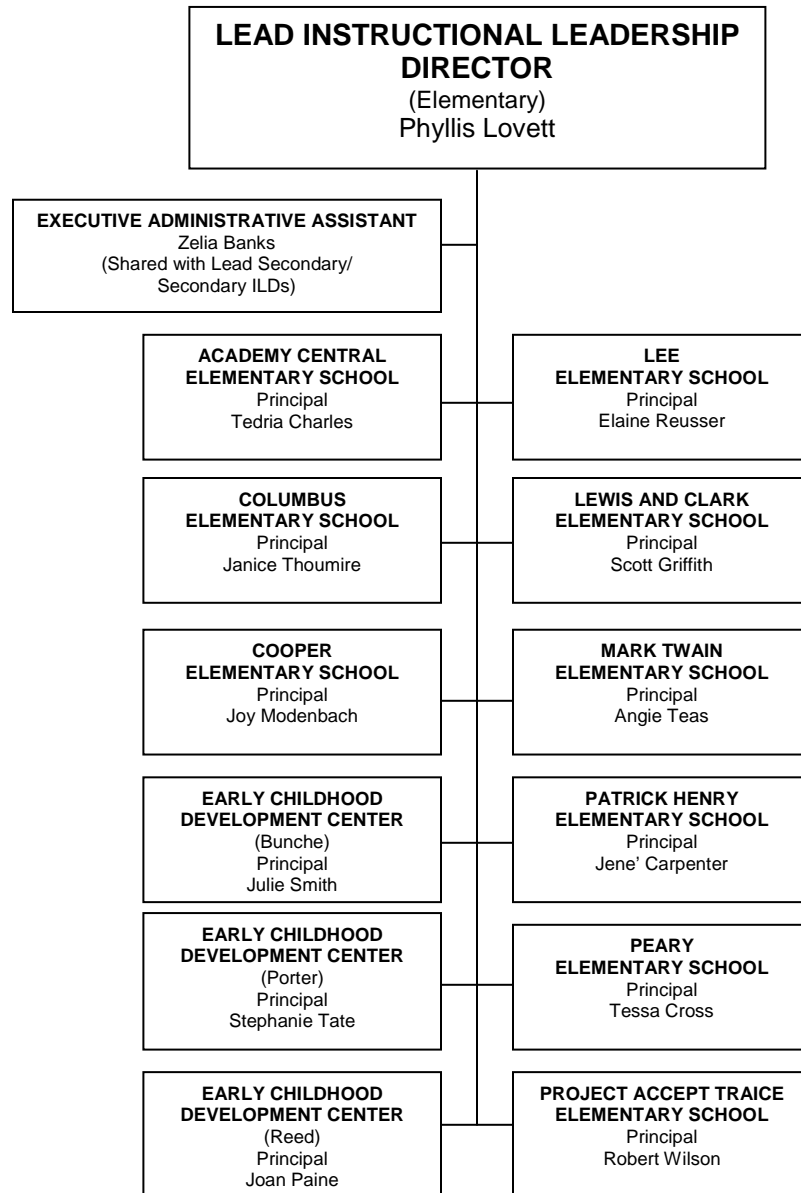 LEAD INSTRUCTIONAL LEADERSHIP
DIRECTOR
(Elementary)
Phyllis Lovett
EXECUTIVE ADMINISTRATIVE ASSISTANT
Zelia Banks
(Shared with Lead Secondary/
Secondary ILDs)
ACADEMY CENTRAL
ELEMENTARY SCHOOL
Principal
Tedria Charles
LEE
ELEMENTARY SCHOOL
Principal
Elaine Reusser
COLUMBUS
ELEMENTARY SCHOOL
Principal
Janice Thoumire
LEWIS AND CLARK
ELEMENTARY SCHOOL
Principal
Scott Griffith
COOPER
ELEMENTARY SCHOOL
Principal
Joy Modenbach
MARK TWAIN
ELEMENTARY SCHOOL
Principal
Angie Teas
EARLY CHILDHOOD
DEVELOPMENT CENTER
(Bunche)
Principal
Julie Smith
PATRICK HENRY
ELEMENTARY SCHOOL
Principal
Jene’ Carpenter
EARLY CHILDHOOD
DEVELOPMENT CENTER
(Porter)
Principal
Stephanie Tate
PEARY
ELEMENTARY SCHOOL
Principal
Tessa Cross
EARLY CHILDHOOD
DEVELOPMENT CENTER
(Reed)
Principal
Joan Paine
PROJECT ACCEPT TRAICE
ELEMENTARY SCHOOL
Principal
Robert Wilson